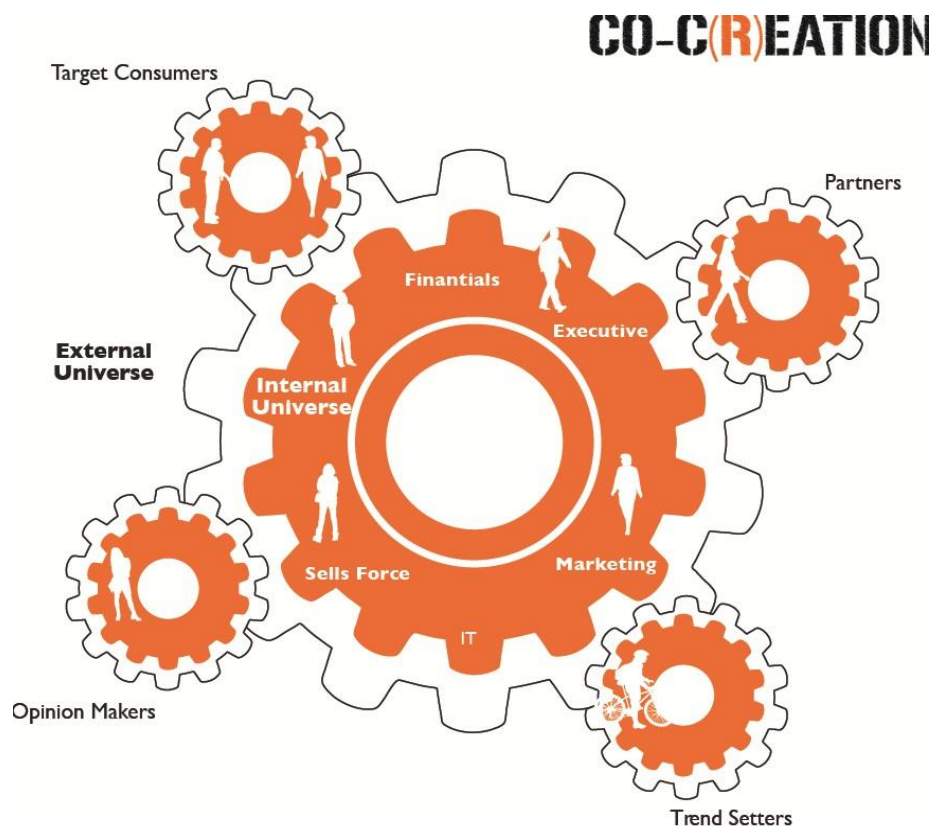 CO-C(R)EATION
Target Consumers
Partners
Finantials
Executive
External
Universe
Internal
Universe
Sells Force
Marketing
IT
Opinion Makers
Trend Setters